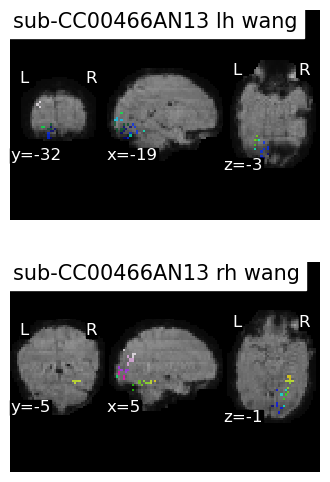 sub-CC00466AN13 lh wang
L R L R
y=-32 x=-19 z=-3
sub-CC00466AN13 rh wang
L R L R
y=-5 x=5 z=-1